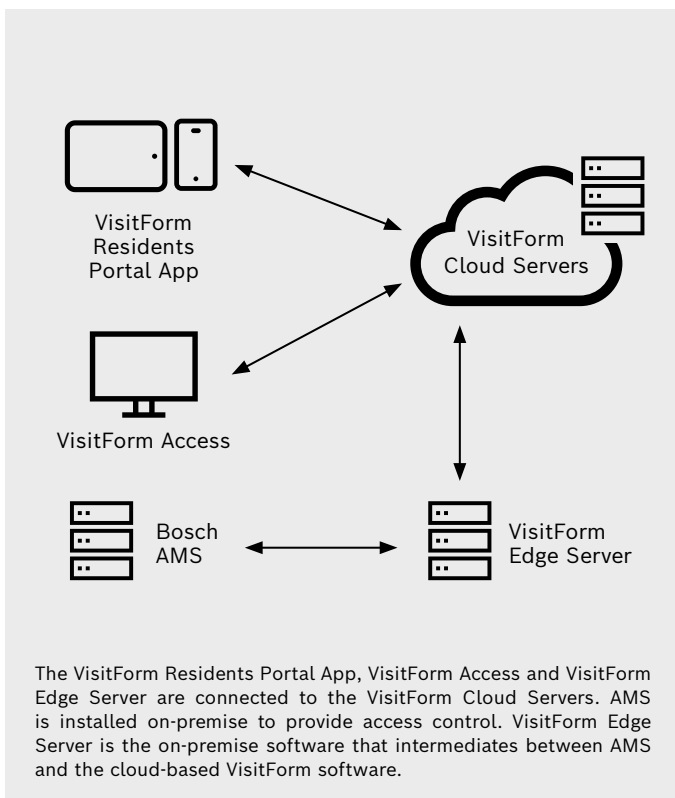 VisitForm
Residents
Portal App
VisitForm
Cloud Servers
VisitForm Access
Bosch
AMS
VisitForm
Edge Server
The VisitForm Residents Portal App, VisitForm Access and VisitForm
Edge Server are connected to the VisitForm Cloud Servers. AMS
is installed on-premise to provide access control. VisitForm Edge
Server is the on-premise software that intermediates between AMS
and the cloud-based VisitForm software.